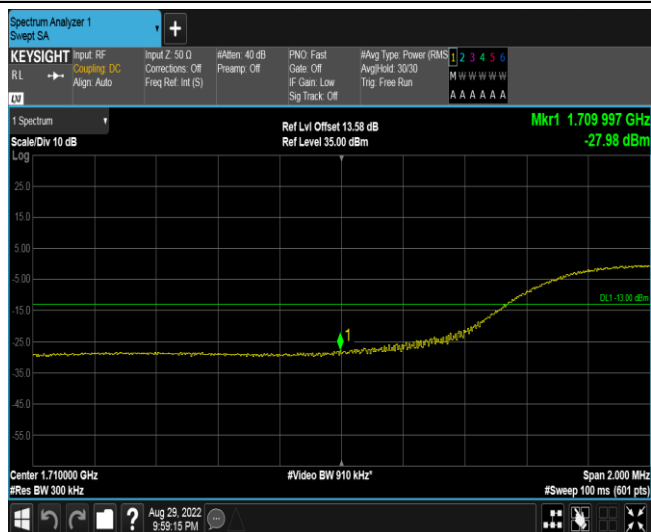 Spectrum Analyzer 1
Swept SA
+
KEYSIGHT Input: RF Input Z: 50 Ω #Atten: 40 dB PNO: Fast #Avg Type: Power (RMS 1 2 3 4 5 6
RL Coupling: DC Corrections: Off Preamp: Off Gate: Off Avg|Hold: 30/30 M W W W W W
Align: Auto Freq Ref: Int (S) IF Gain: Low Trig: Free Run
LXI Sig Track: Off A A A A A A
1 Spectrum Ref Lvl Offset 13.58 dB Mkr1 1.709 997 GHz
Scale/Div 10 dB Ref Level 35.00 dBm -27.98 dBm
Log
25.0
15.0
5.00
-5.00
DL1 -13.00 dBm
-15.0
1
-25.0
-35.0
-45.0
-55.0
Center 1.710000 GHz #Video BW 910 kHz* Span 2.000 MHz
#Res BW 300 kHz #Sweep 100 ms (601 pts)
? Aug 29, 2022
9:59:15 PM